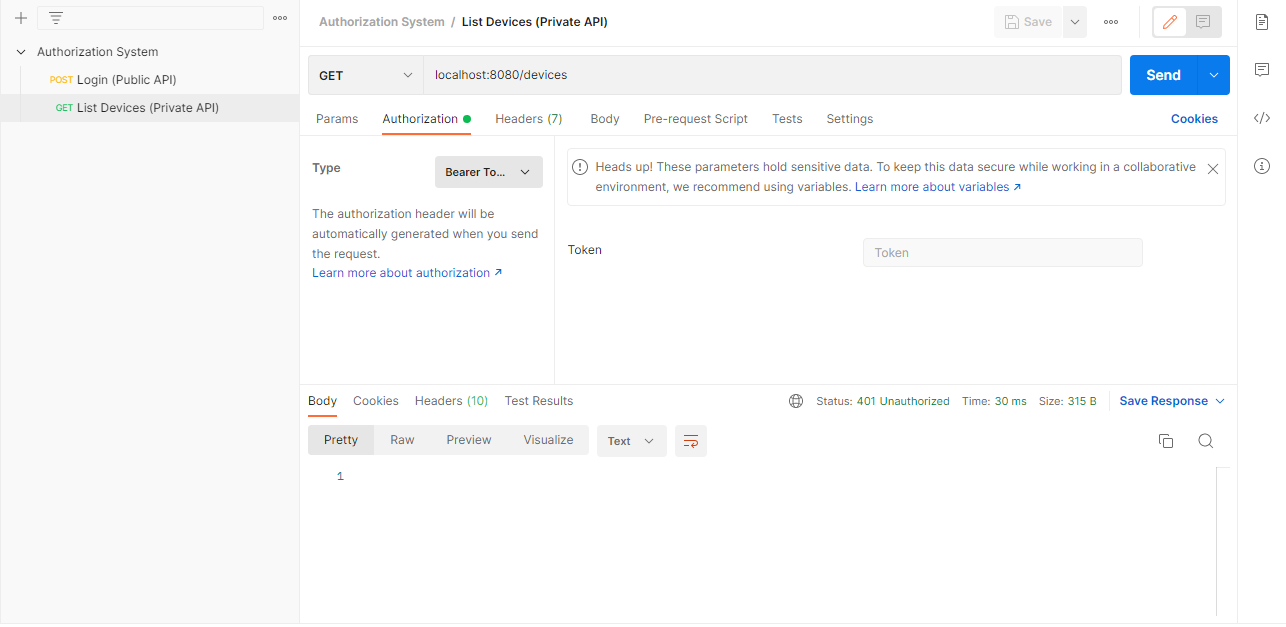 Authorization System / List Devices (Private API)
Save
Authorization System
POST Login (Public API)
GET List Devices (Private API)
GET
localhost:8080/devices
Send
Params
Authorization
Headers (7)
Body
Pre-request Script
Tests
Settings
Cookies
Type
Bearer To...
The authorization header will be
automatically generated when you send
the request.
Learn more about authorization ↗
Heads up! These parameters hold sensitive data. To keep this data secure while working in a collaborative
environment, we recommend using variables. Learn more about variables ↗
Token
Token
Body
Cookies
Headers (10)
Test Results
Status: 401 Unauthorized
Time: 30 ms
Size: 315 B
Save Response
Pretty
Raw
Preview
Visualize
Text
1